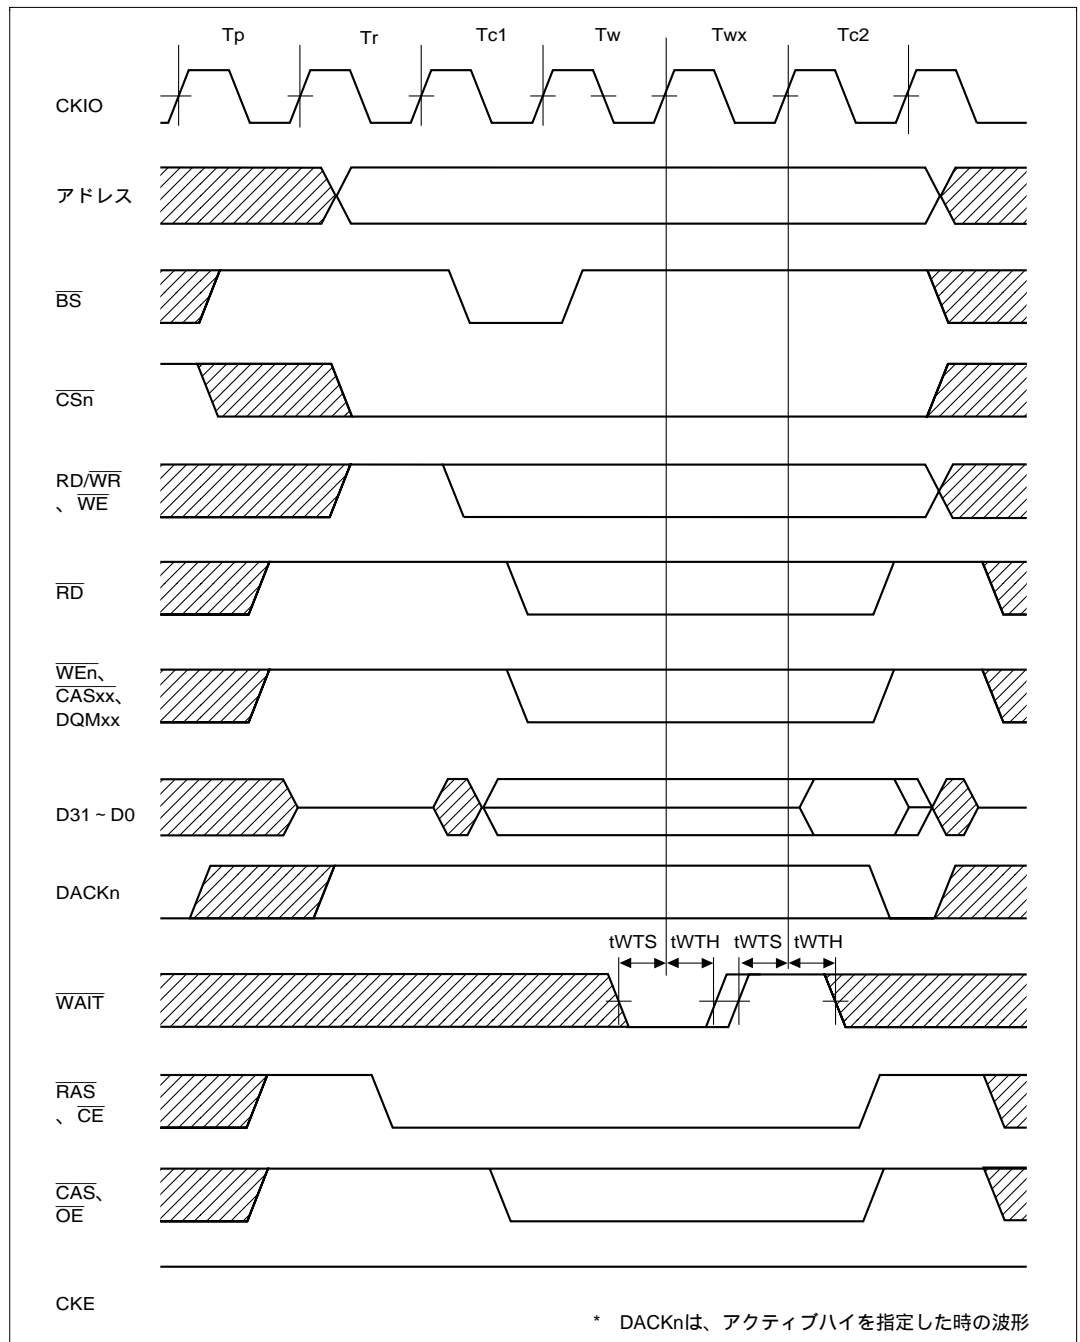 Tp Tr Tc1 Tw Twx Tc2
CKIO
アドレス
BS
CSn
RD/WR
、WE
RD
WEn、
CASxx、
DQMxx
D31 ~ D0
DACKn
tWTS tWTH tWTS tWTH
WAIT
RAS
、CE
CAS、
OE
CKE
* DACKnは、アクティブハイを指定した時の波形